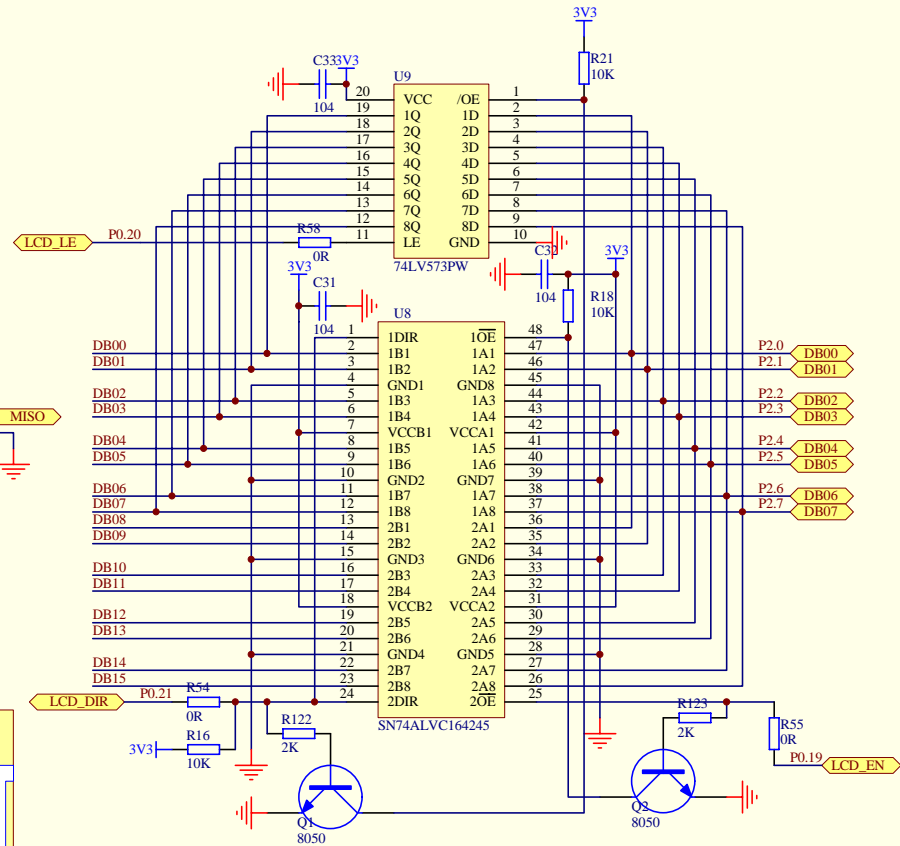 3V3
R21
10K
C33 3V3
104
U9
20 VCC /OE 1
19 1Q 1D 2
18 2Q 2D 3
17 3Q 3D 4
16 4Q 4D 5
15 5Q 5D 6
14 6Q 6D 7
13 7Q 7D 8
12 8Q 8D 9
11 LE GND 10
74LV573PW
LCD_LE P0.20 R58
0R
3V3
C31
104
C32
104
3V3
R18
10K
U8
1 1DIR 1OE 48
DB00 2 1B1 1A1 47 P2.0 DB00
DB01 3 1B2 1A2 46 P2.1 DB01
4 GND1 GND8 45
DB02 5 1B3 1A3 44 P2.2 DB02
DB03 6 1B4 1A4 43 P2.3 DB03
MISO
7 VCCB1 VCCA1 42
DB04 8 1B5 1A5 41 P2.4 DB04
DB05 9 1B6 1A6 40 P2.5 DB05
10 GND2 GND7 39
DB06 11 1B7 1A7 38 P2.6 DB06
DB07 12 1B8 1A8 37 P2.7 DB07
DB08 13 2B1 2A1 36
DB09 14 2B2 2A2 35
15 GND3 GND6 34
DB10 16 2B3 2A3 33
DB11 17 2B4 2A4 32
18 VCCB2 VCCA2 31
DB12 19 2B5 2A5 30
DB13 20 2B6 2A6 29
21 GND4 GND5 28
DB14 22 2B7 2A7 27
DB15 23 2B8 2A8 26
24 2DIR 2OE 25
SN74ALVC164245
LCD_DIR P0.21 R54
0R
3V3 R16
10K
R122
2K
R123
2K
R55
0R
P0.19 LCD_EN
Q1
8050
Q2
8050